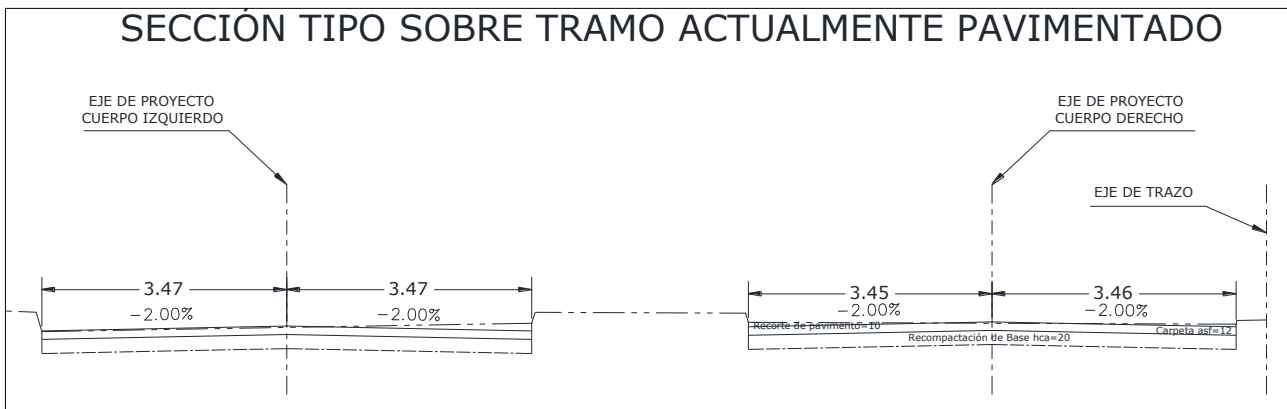 SECCIÓN TIPO SOBRE TRAMO ACTUALMENTE PAVIMENTADO
EJE DE PROYECTO
CUERPO IZQUIERDO
EJE DE PROYECTO
CUERPO DERECHO
EJE DE TRAZO
3.47
3.47
3.45
3.46
-2.00%
-2.00%
-2.00%
-2.00%
Recorte de pavimento=10
Carpeta asf=12
Recompactación de Base hca=20